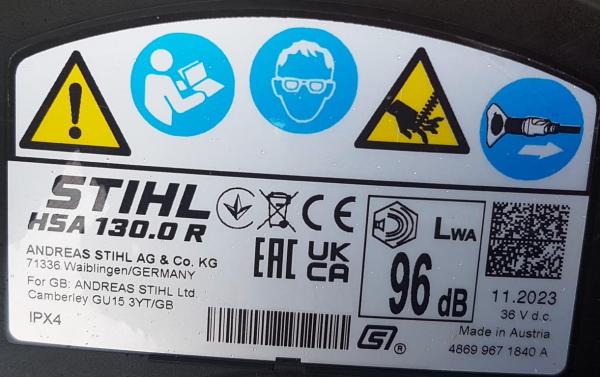 STIHL
HSA 130.0 R
ANDREAS STIHL AG & Co. KG
71336 Waiblingen/GERMANY
For GB: ANDREAS STIHL Ltd.
Camberley GU15 3YT/GB
IPX4
CE
EAC
UK
CA
LWA
96 dB
11.2023
36 V d.c.
Made in Austria
4869 967 1840 A
®